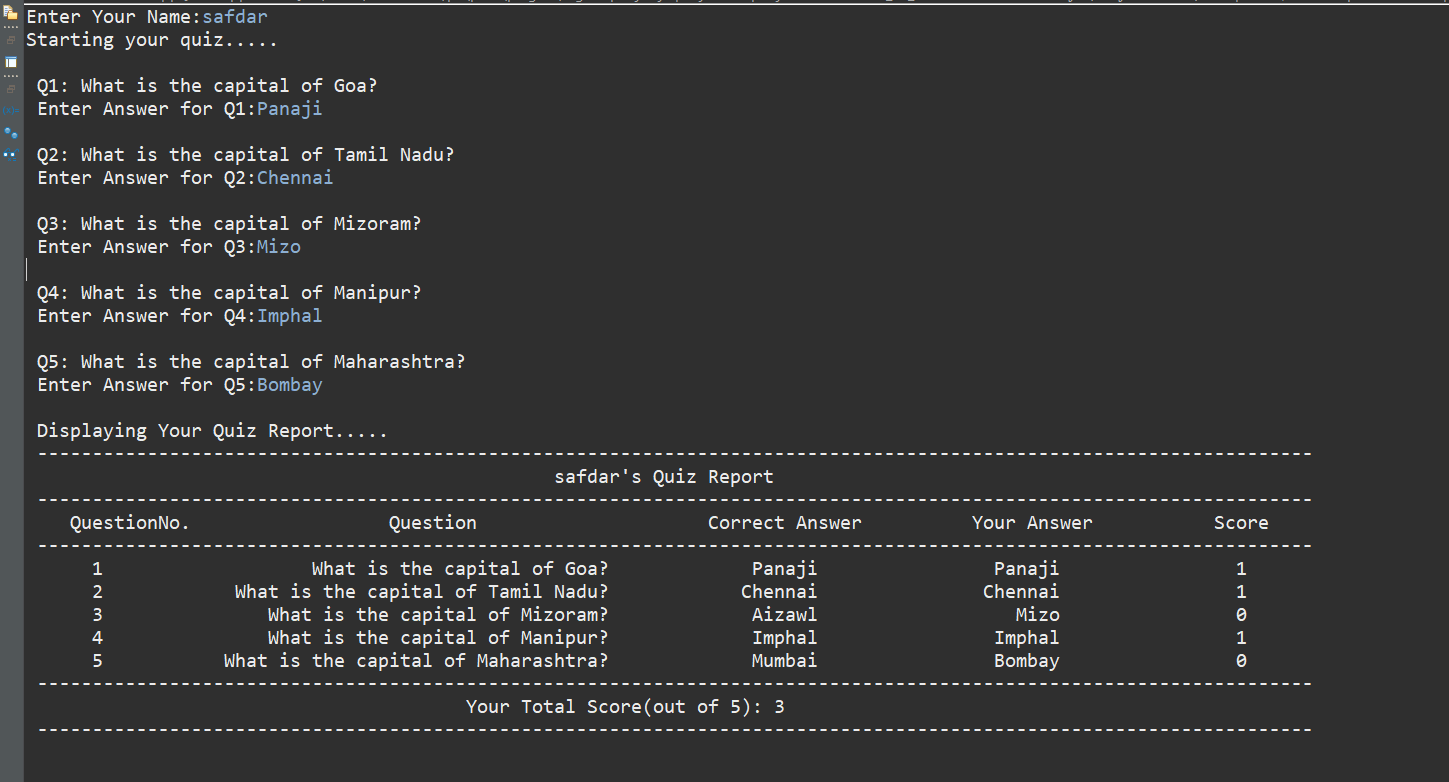 Enter Your Name:safdar
Starting your quiz.....
Q1: What is the capital of Goa?
Enter Answer for Q1:Panaji
Q2: What is the capital of Tamil Nadu?
Enter Answer for Q2:Chennai
Q3: What is the capital of Mizoram?
Enter Answer for Q3:Mizo
Q4: What is the capital of Manipur?
Enter Answer for Q4:Imphal
Q5: What is the capital of Maharashtra?
Enter Answer for Q5:Bombay
Displaying Your Quiz Report.....
--------------------------------------------------------------------------------------------------------------------
safdar's Quiz Report
--------------------------------------------------------------------------------------------------------------------
QuestionNo. Question Correct Answer Your Answer Score
--------------------------------------------------------------------------------------------------------------------
1 What is the capital of Goa? Panaji Panaji 1
2 What is the capital of Tamil Nadu? Chennai Chennai 1
3 What is the capital of Mizoram? Aizawl Mizo 0
4 What is the capital of Manipur? Imphal Imphal 1
5 What is the capital of Maharashtra? Mumbai Bombay 0
--------------------------------------------------------------------------------------------------------------------
Your Total Score(out of 5): 3
--------------------------------------------------------------------------------------------------------------------